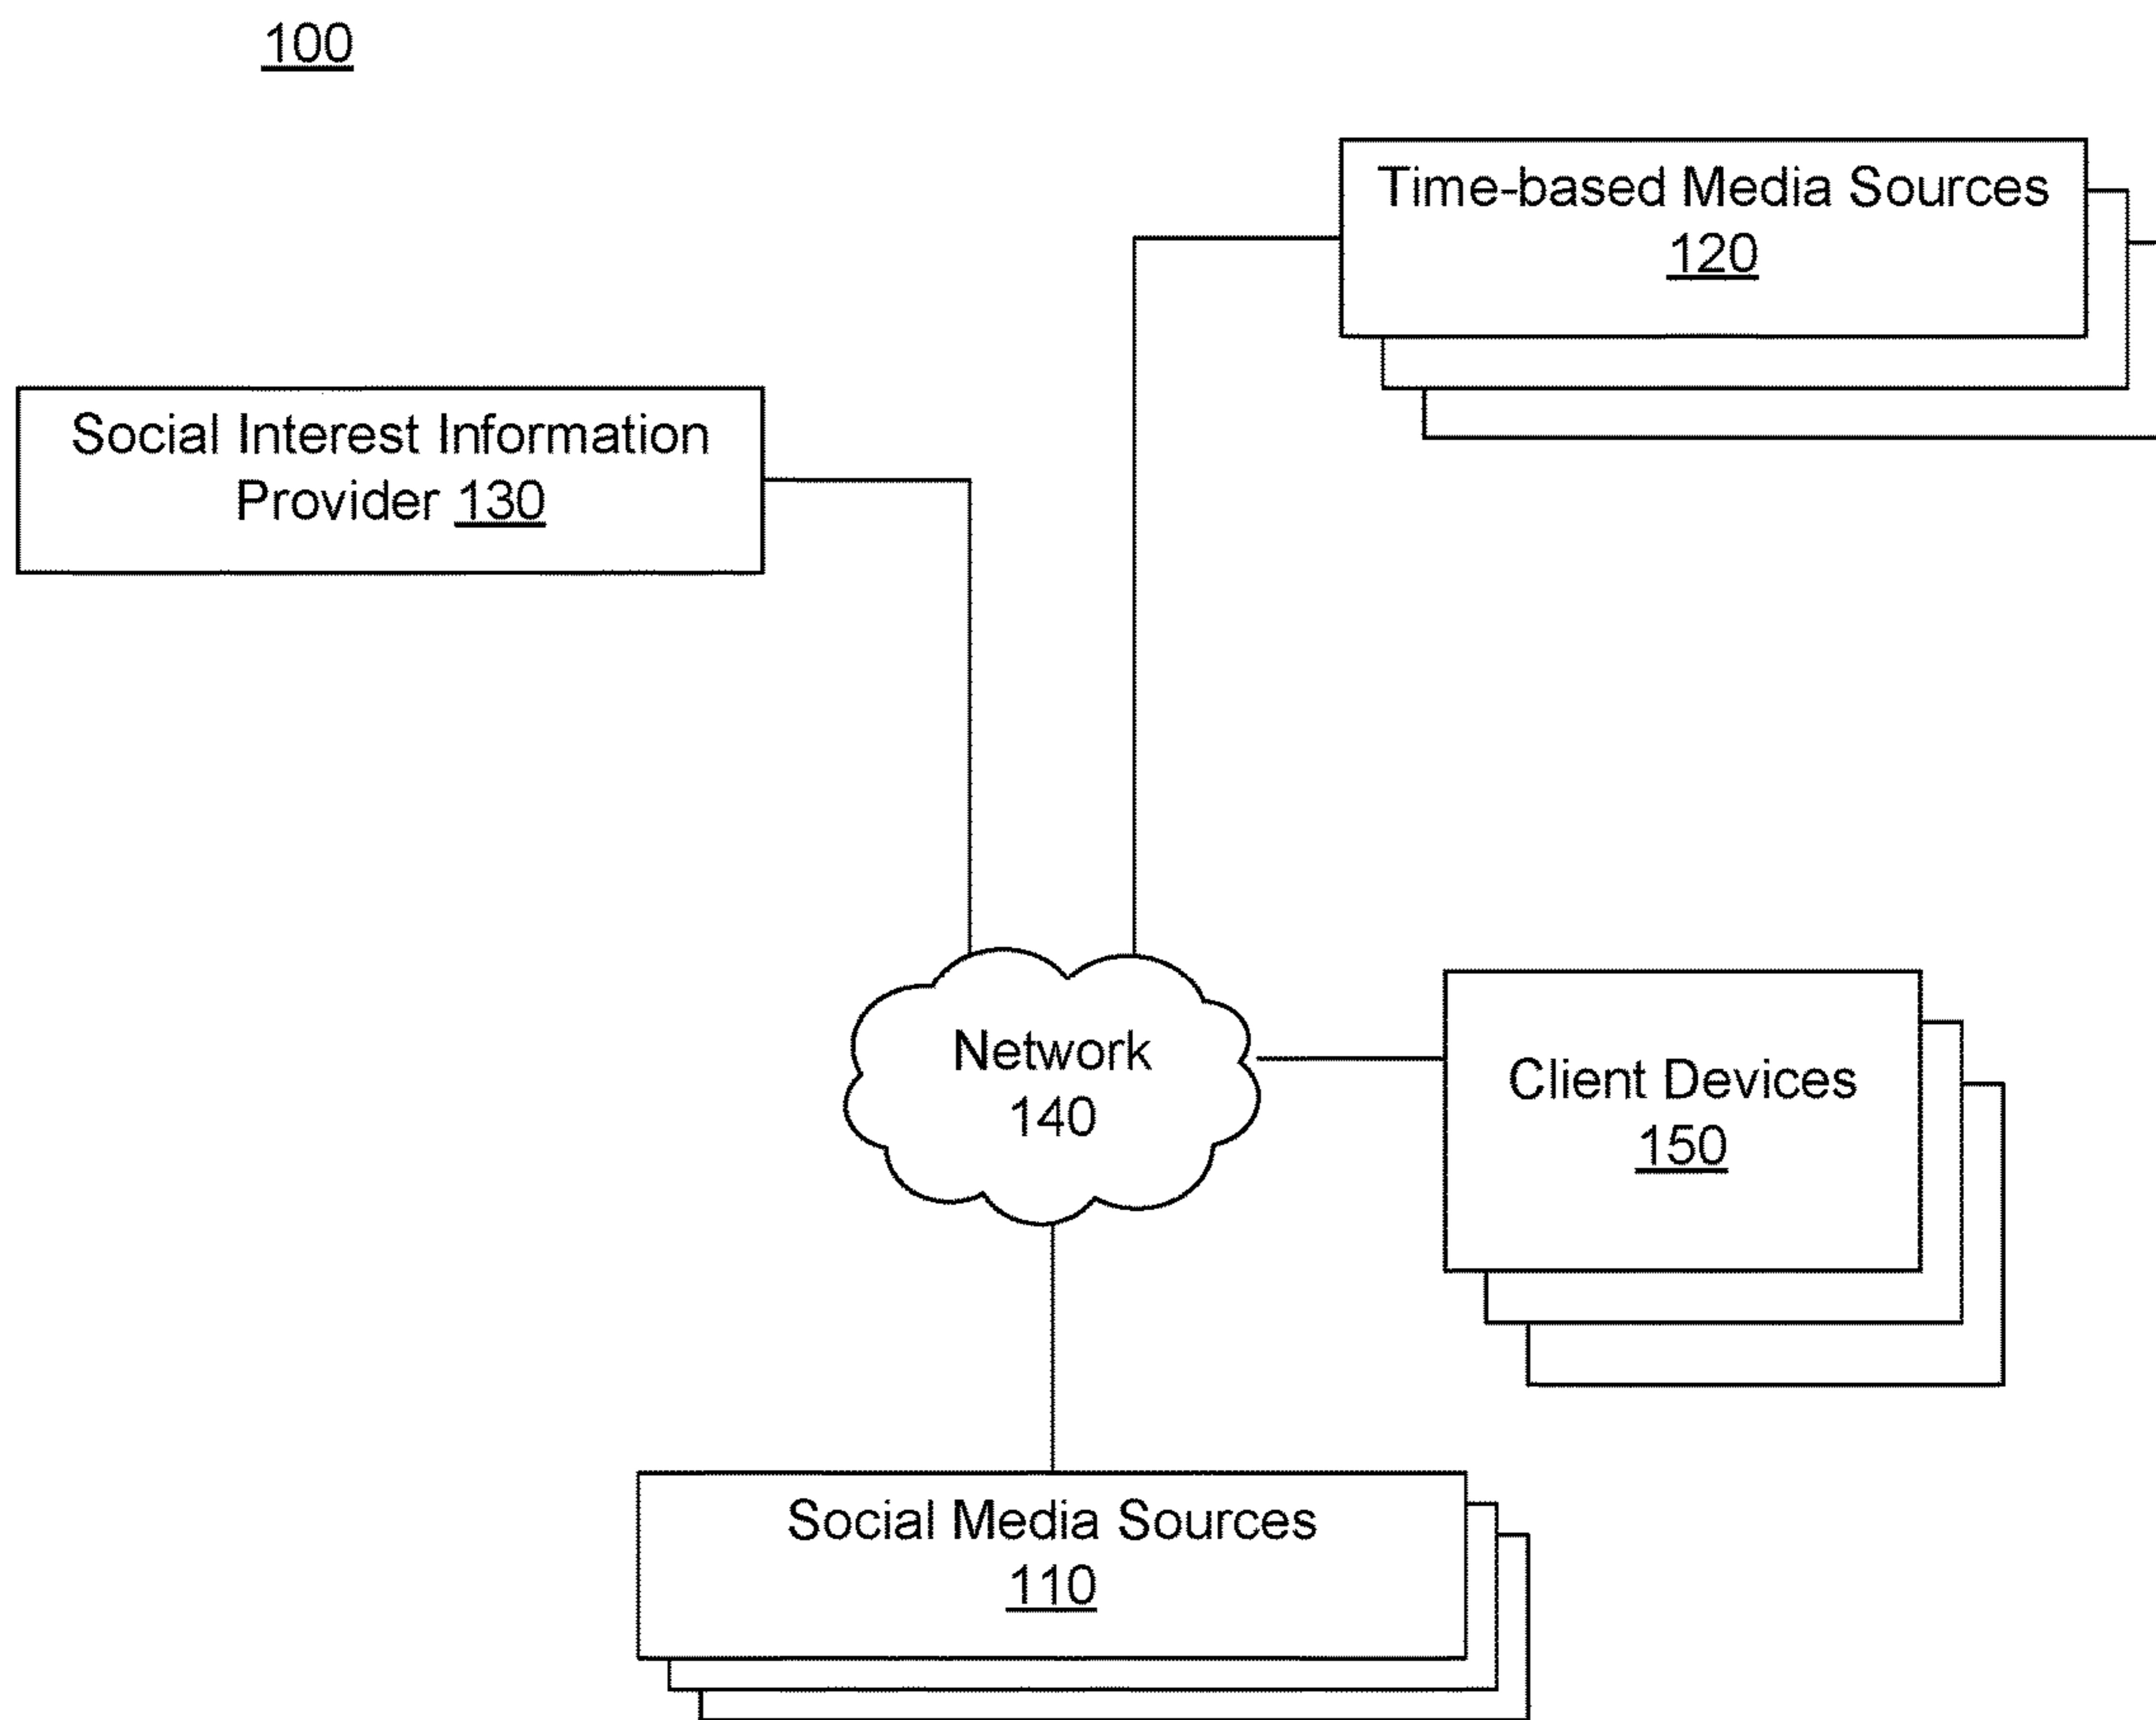 100
Time-based Media Sources
120
Social Interest Information
Provider 130
Network
140
Client Devices
150
Social Media Sources
110